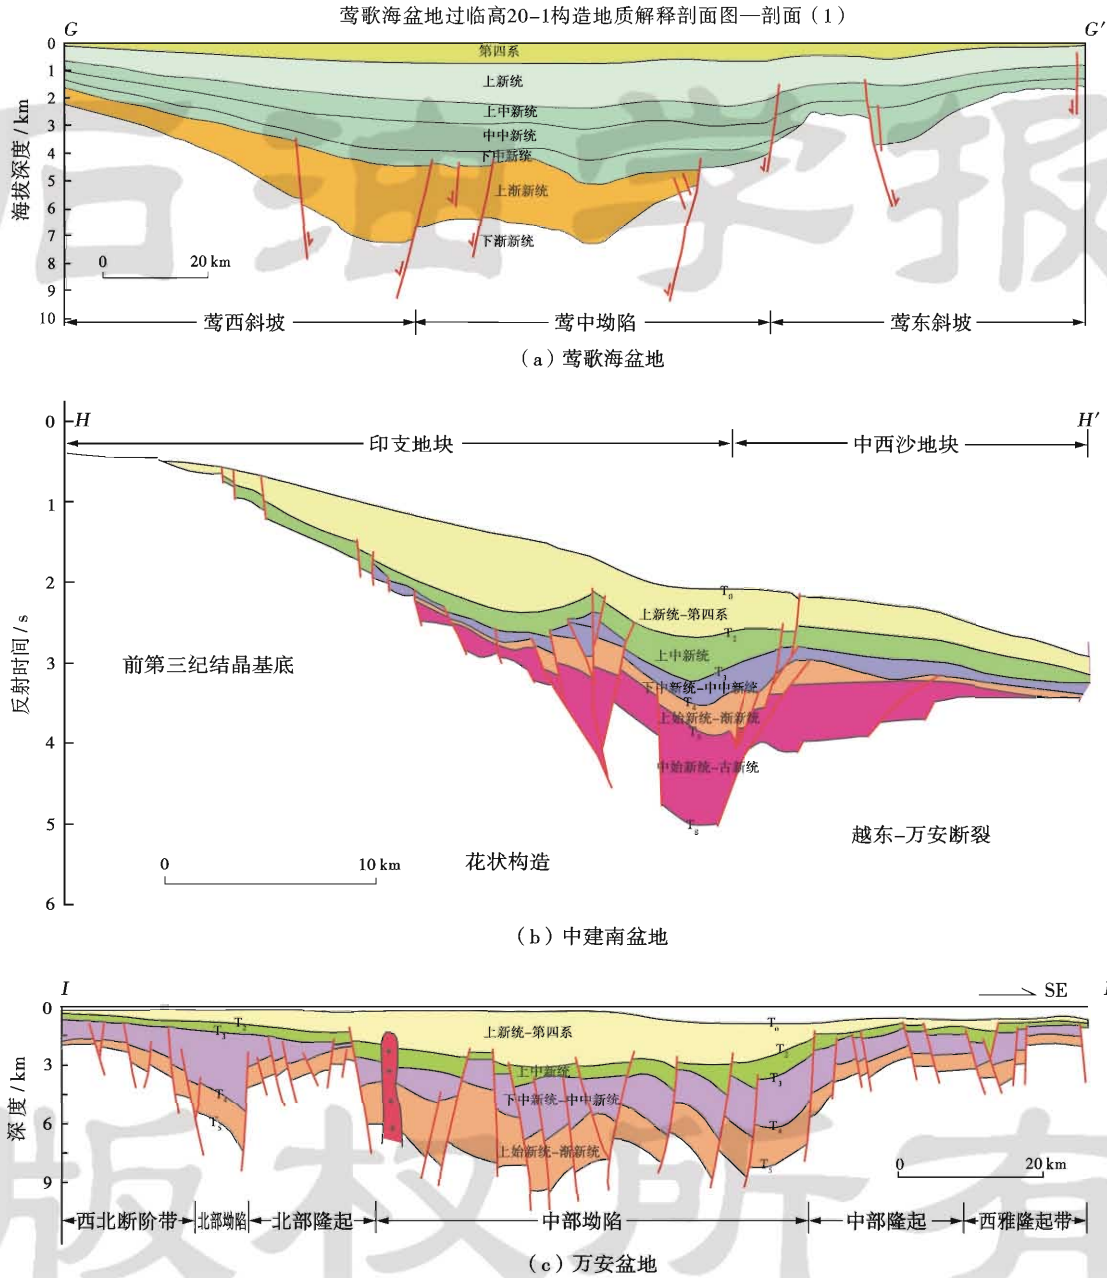 莺歌海盆地过临高20-1构造地质解释剖面图—剖面（1）
G G′
0
1
2
3
4
5
6
7
8
9
10
海拔深度 / km
第四系
上新统
上中新统
中中新统
下中新统
上渐新统
下渐新统
0 20 km
莺西斜坡 莺中坳陷 莺东斜坡
（a）莺歌海盆地
H H′
0
1
2
3
4
5
6
反射时间 / s
印支地块 中西沙地块
T0
上新统-第四系
T2
上中新统
T3
下中新统-中中新统
T4
上始新统-渐新统
T5
中始新统-古新统
T8
前第三纪结晶基底
越东-万安断裂
花状构造
0 10 km
（b）中建南盆地
I I
SE
0
3
6
9
深度 / km
T0
上新统-第四系
T2 T2
T3 T3
上中新统
下中新统-中中新统
T4 T4
上始新统-渐新统
T5 T5
0 20 km
西北断阶带 北部坳陷 北部隆起 中部坳陷 中部隆起 西雅隆起带
（c）万安盆地
石油学报
版权所有